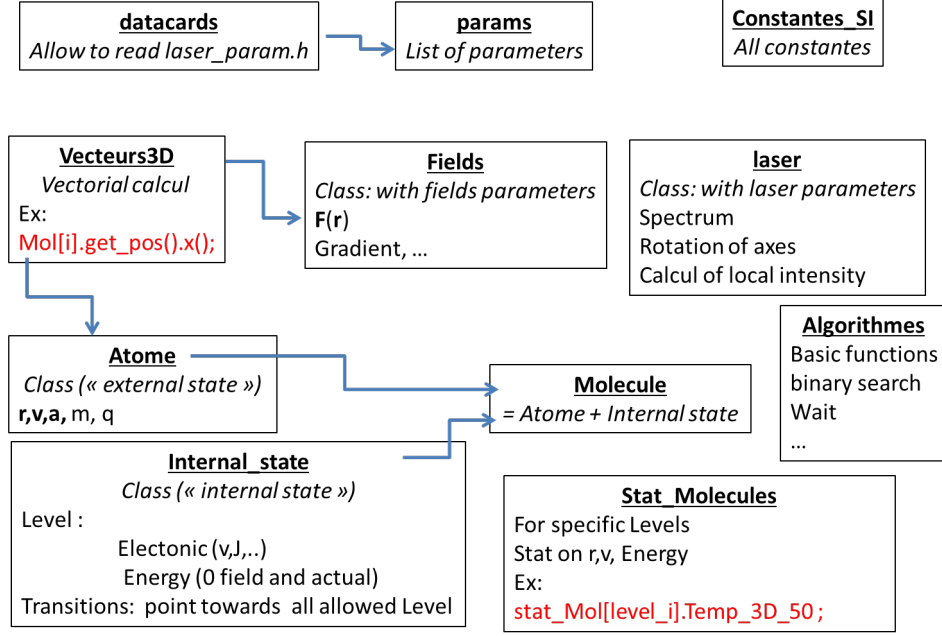 datacards
Allow to read laser_param.h
params
List of parameters
Constantes_SI
All constantes
Vecteurs3D
Vectorial calcul
Ex:
Mol[i].get_pos().x();
Fields
Class: with fields parameters
F(r)
Gradient, ...
laser
Class: with laser parameters
Spectrum
Rotation of axes
Calcul of local intensity
Algorithmes
Basic functions
binary search
Wait
...
Atome
Class (« external state »)
r,v,a, m, q
Molecule
= Atome + Internal state
Internal_state
Class (« internal state »)
Level :
Electonic (v,J,..)
Energy (0 field and actual)
Transitions: point towards all allowed Level
Stat_Molecules
For specific Levels
Stat on r,v, Energy
Ex:
stat_Mol[level_i].Temp_3D_50 ;